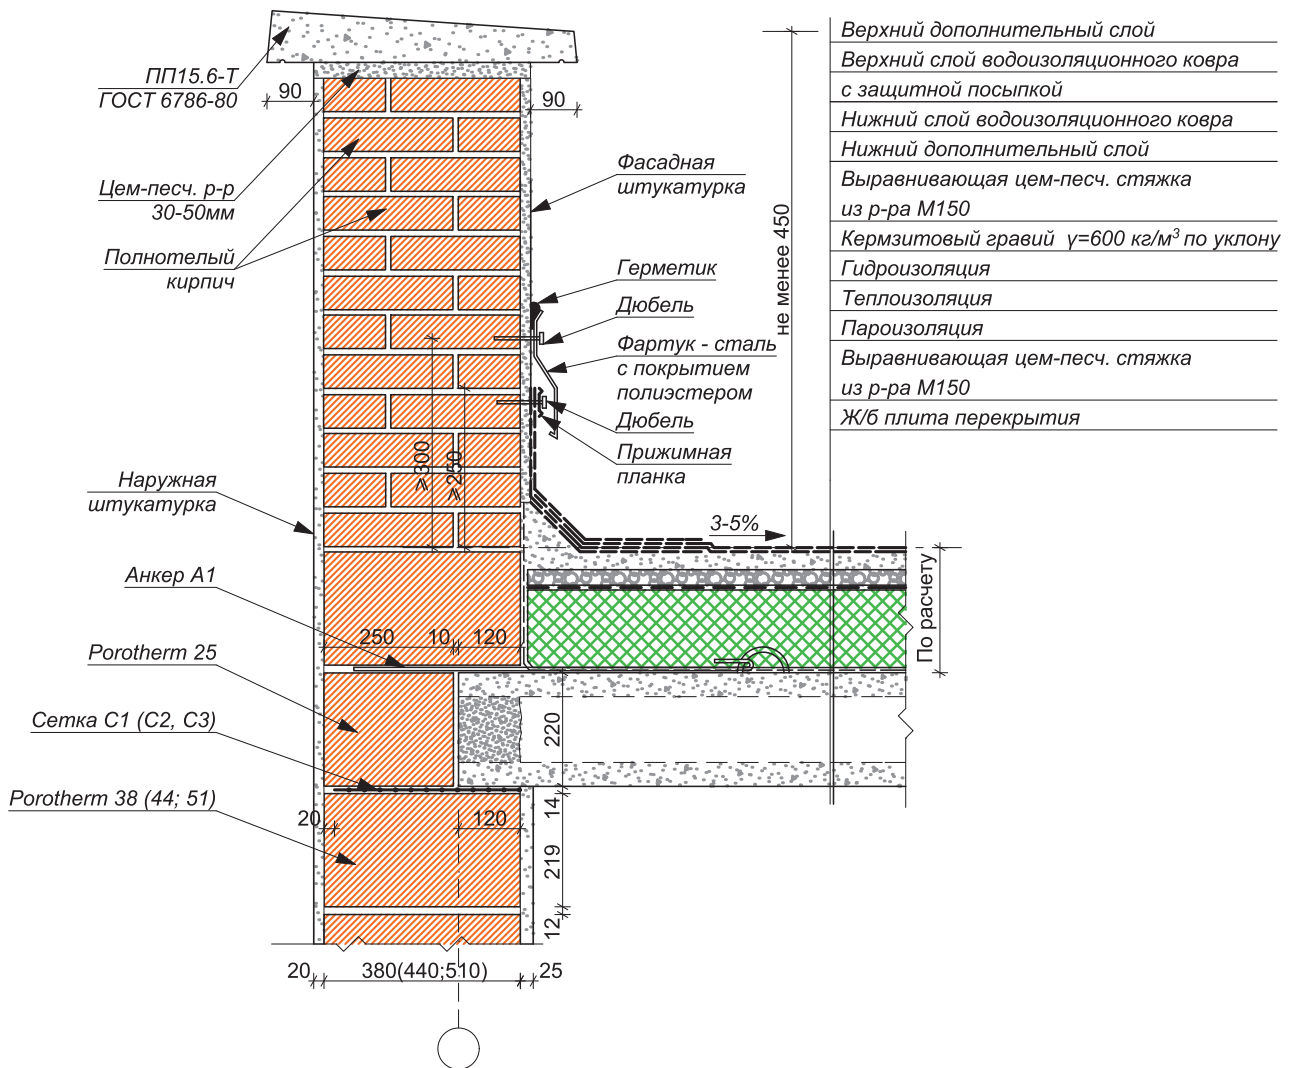 ПП15.6-Т
ГОСТ 6786-80
90
90
Цем-песч. р-р
30-50мм
Полнотелый
кирпич
Наружная
штукатурка
Анкер А1
Porotherm 25
Сетка С1 (С2, С3)
Porotherm 38 (44; 51)
Фасадная
штукатурка
Герметик
Дюбель
Фартук - сталь
с покрытием
полиэстером
Дюбель
Прижимная
планка
⩾300
⩾250
не менее 450
3-5%
По расчету
250
10
120
220
14
20
120
219
12
20
380(440;510)
25
Верхний дополнительный слой
Верхний слой водоизоляционного ковра
с защитной посыпкой
Нижний слой водоизоляционного ковра
Нижний дополнительный слой
Выравнивающая цем-песч. стяжка
из р-ра М150
Кермзитовый гравий γ=600 кг/м³ по уклону
Гидроизоляция
Теплоизоляция
Пароизоляция
Выравнивающая цем-песч. стяжка
из р-ра М150
Ж/б плита перекрытия